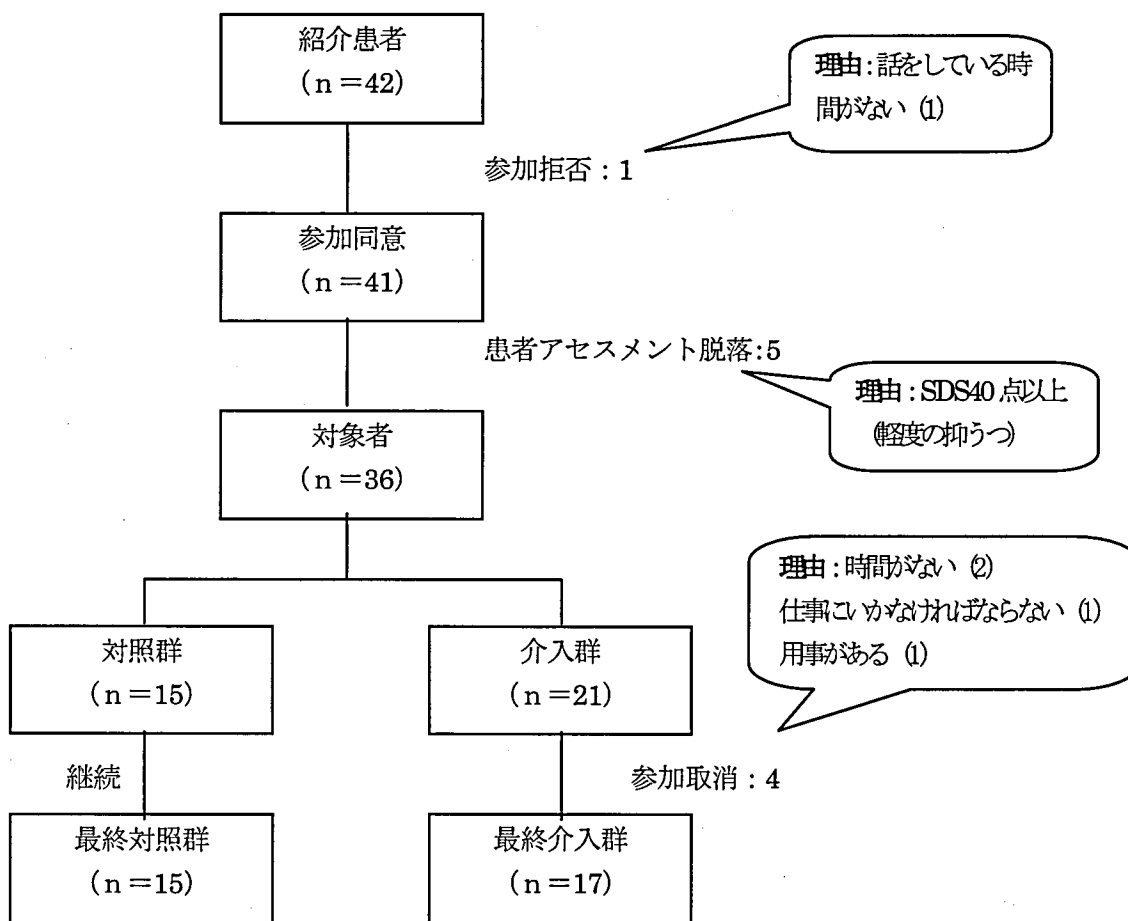 紹介患者
(n=42)
理由:話をしている時
間がない (1)
参加拒否:1
参加同意
(n=41)
患者アセスメント脱落:5
理由:SDS40点以上
(軽度の抑うつ)
対象者
(n=36)
理由:時間がない (2)
仕事にいかなければならない (1)
用事がある (1)
対照群
(n=15)
介入群
(n=21)
継続
参加取消:4
最終対照群
(n=15)
最終介入群
(n=17)